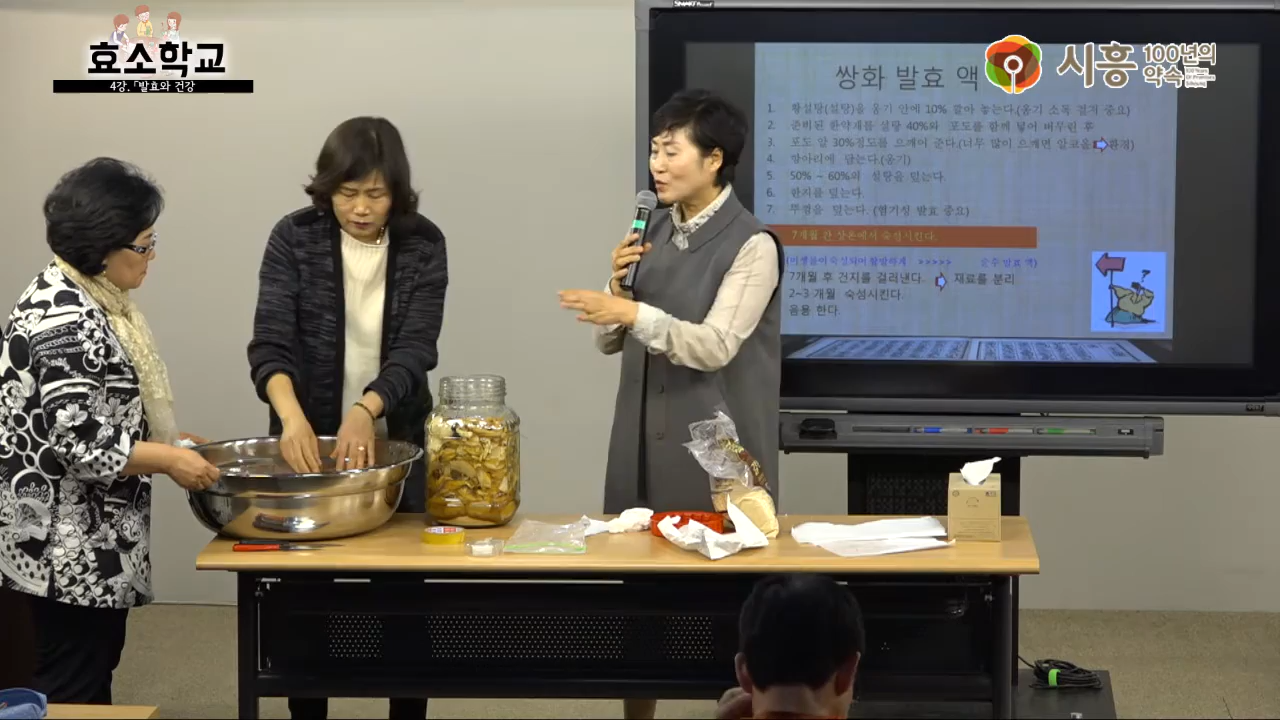 효소학교
4강.「발효와 건강
쌍화 발효 액
시흥 100년의
약속
1. 황설탕(설탕)을 옹기 안에 10% 깔아 놓는다.(옹기 소독 철저 중요)
2. 준비된 한약재를 설탕 40%와 포도를 함께 넣어 버무린 후
3. 포도 알 30%정도를 으깨어 준다.(너무 많이 으깨면 알코올 환경)
4. 항아리에 담는다.(옹기)
5. 50% ~ 60%의 설탕을 덮는다.
6. 한지를 덮는다.
7. 뚜껑을 덮는다. (혐기성 발효 중요)
7개월 간 상온에서 숙성시킨다.
>>>>>
7개월 후 건지를 걸러낸다. 재료를 분리
2~3 개월 숙성시킨다.
음용 한다.